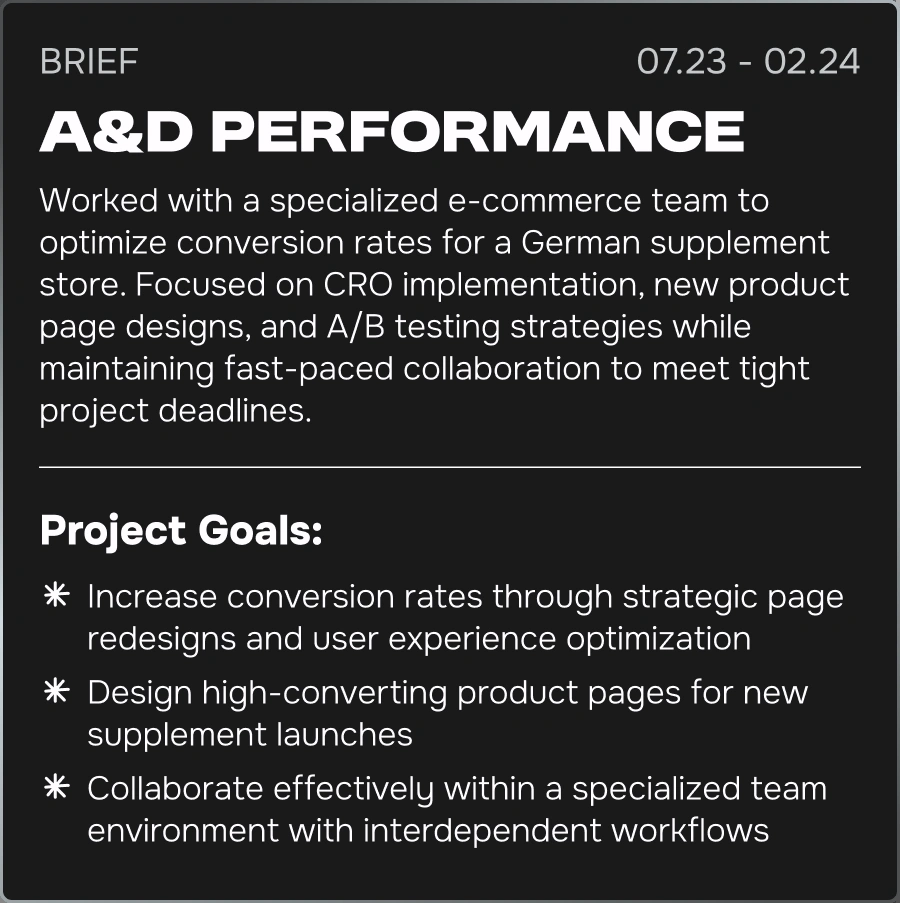 BRIEF 07.23 - 02.24
A&D PERFORMANCE
Worked with a specialized e-commerce team to
optimize conversion rates for a German supplement
store. Focused on CRO implementation, new product
page designs, and A/B testing strategies while
maintaining fast-paced collaboration to meet tight
project deadlines.
Project Goals:
Increase conversion rates through strategic page
redesigns and user experience optimization
Design high-converting product pages for new
supplement launches
Collaborate effectively within a specialized team
environment with interdependent workflows